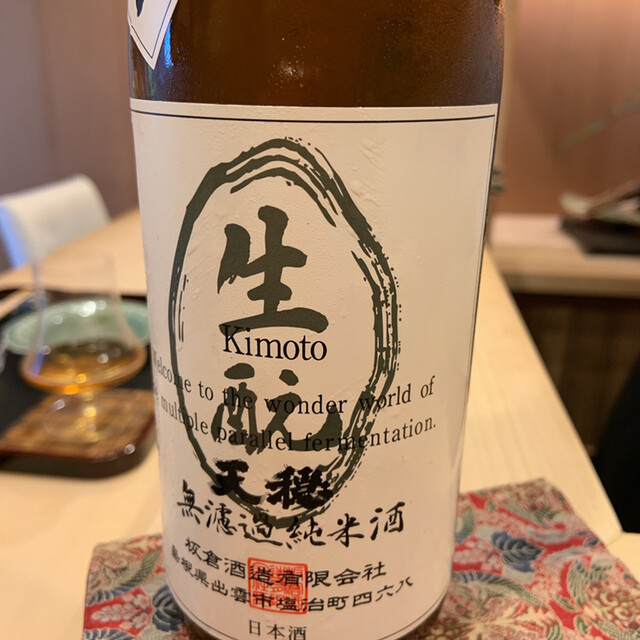 生
Kimoto
酛
Welcome to the wonder world of
multiple parallel fermentation.
天穏
無濾過純米酒
板倉酒造有限会社
島根県出雲市塩冶町四六八
日本酒